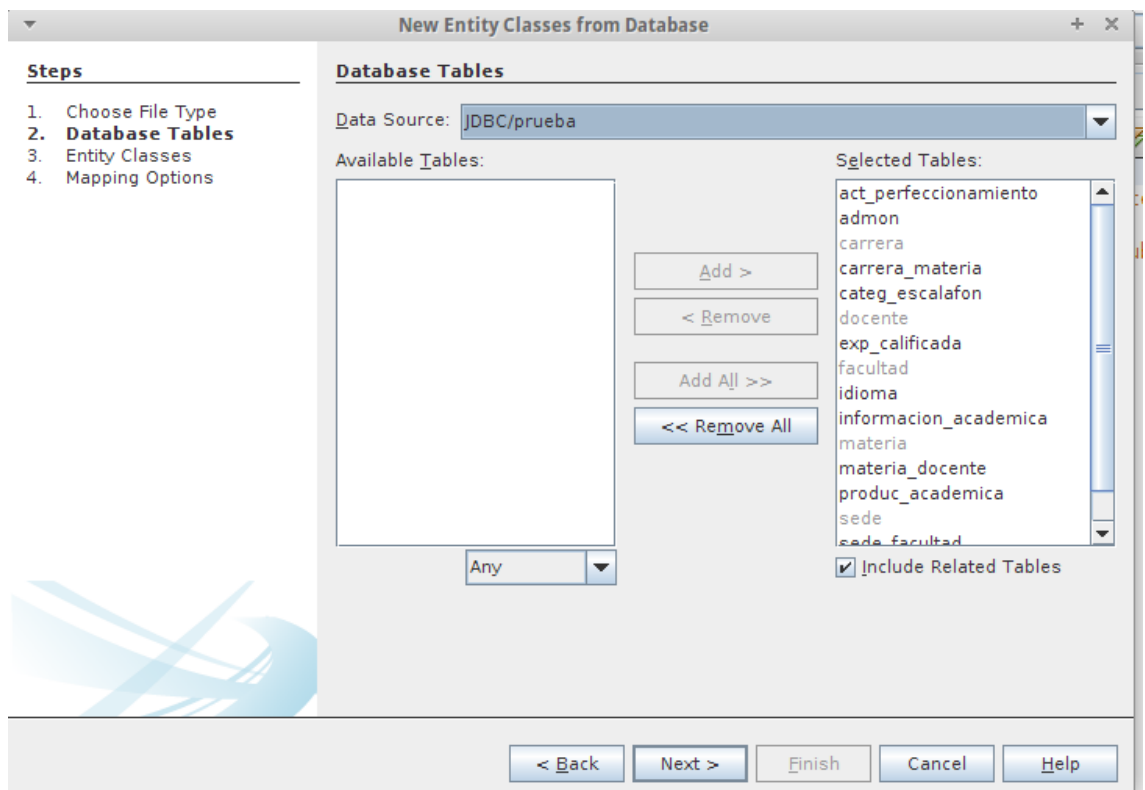 New Entity Classes from Database
Steps
1. Choose File Type
2. Database Tables
3. Entity Classes
4. Mapping Options
Database Tables
Data Source: JDBC/prueba
Available Tables:
Any
Add >
< Remove
Add All >>
<< Remove All
Selected Tables:
act_perfeccionamiento
admon
carrera
carrera_materia
categ_escalafon
docente
exp_calificada
facultad
idioma
informacion_academica
materia
materia_docente
produc_academica
sede
sede_facultad
Include Related Tables
< Back
Next >
Finish
Cancel
Help